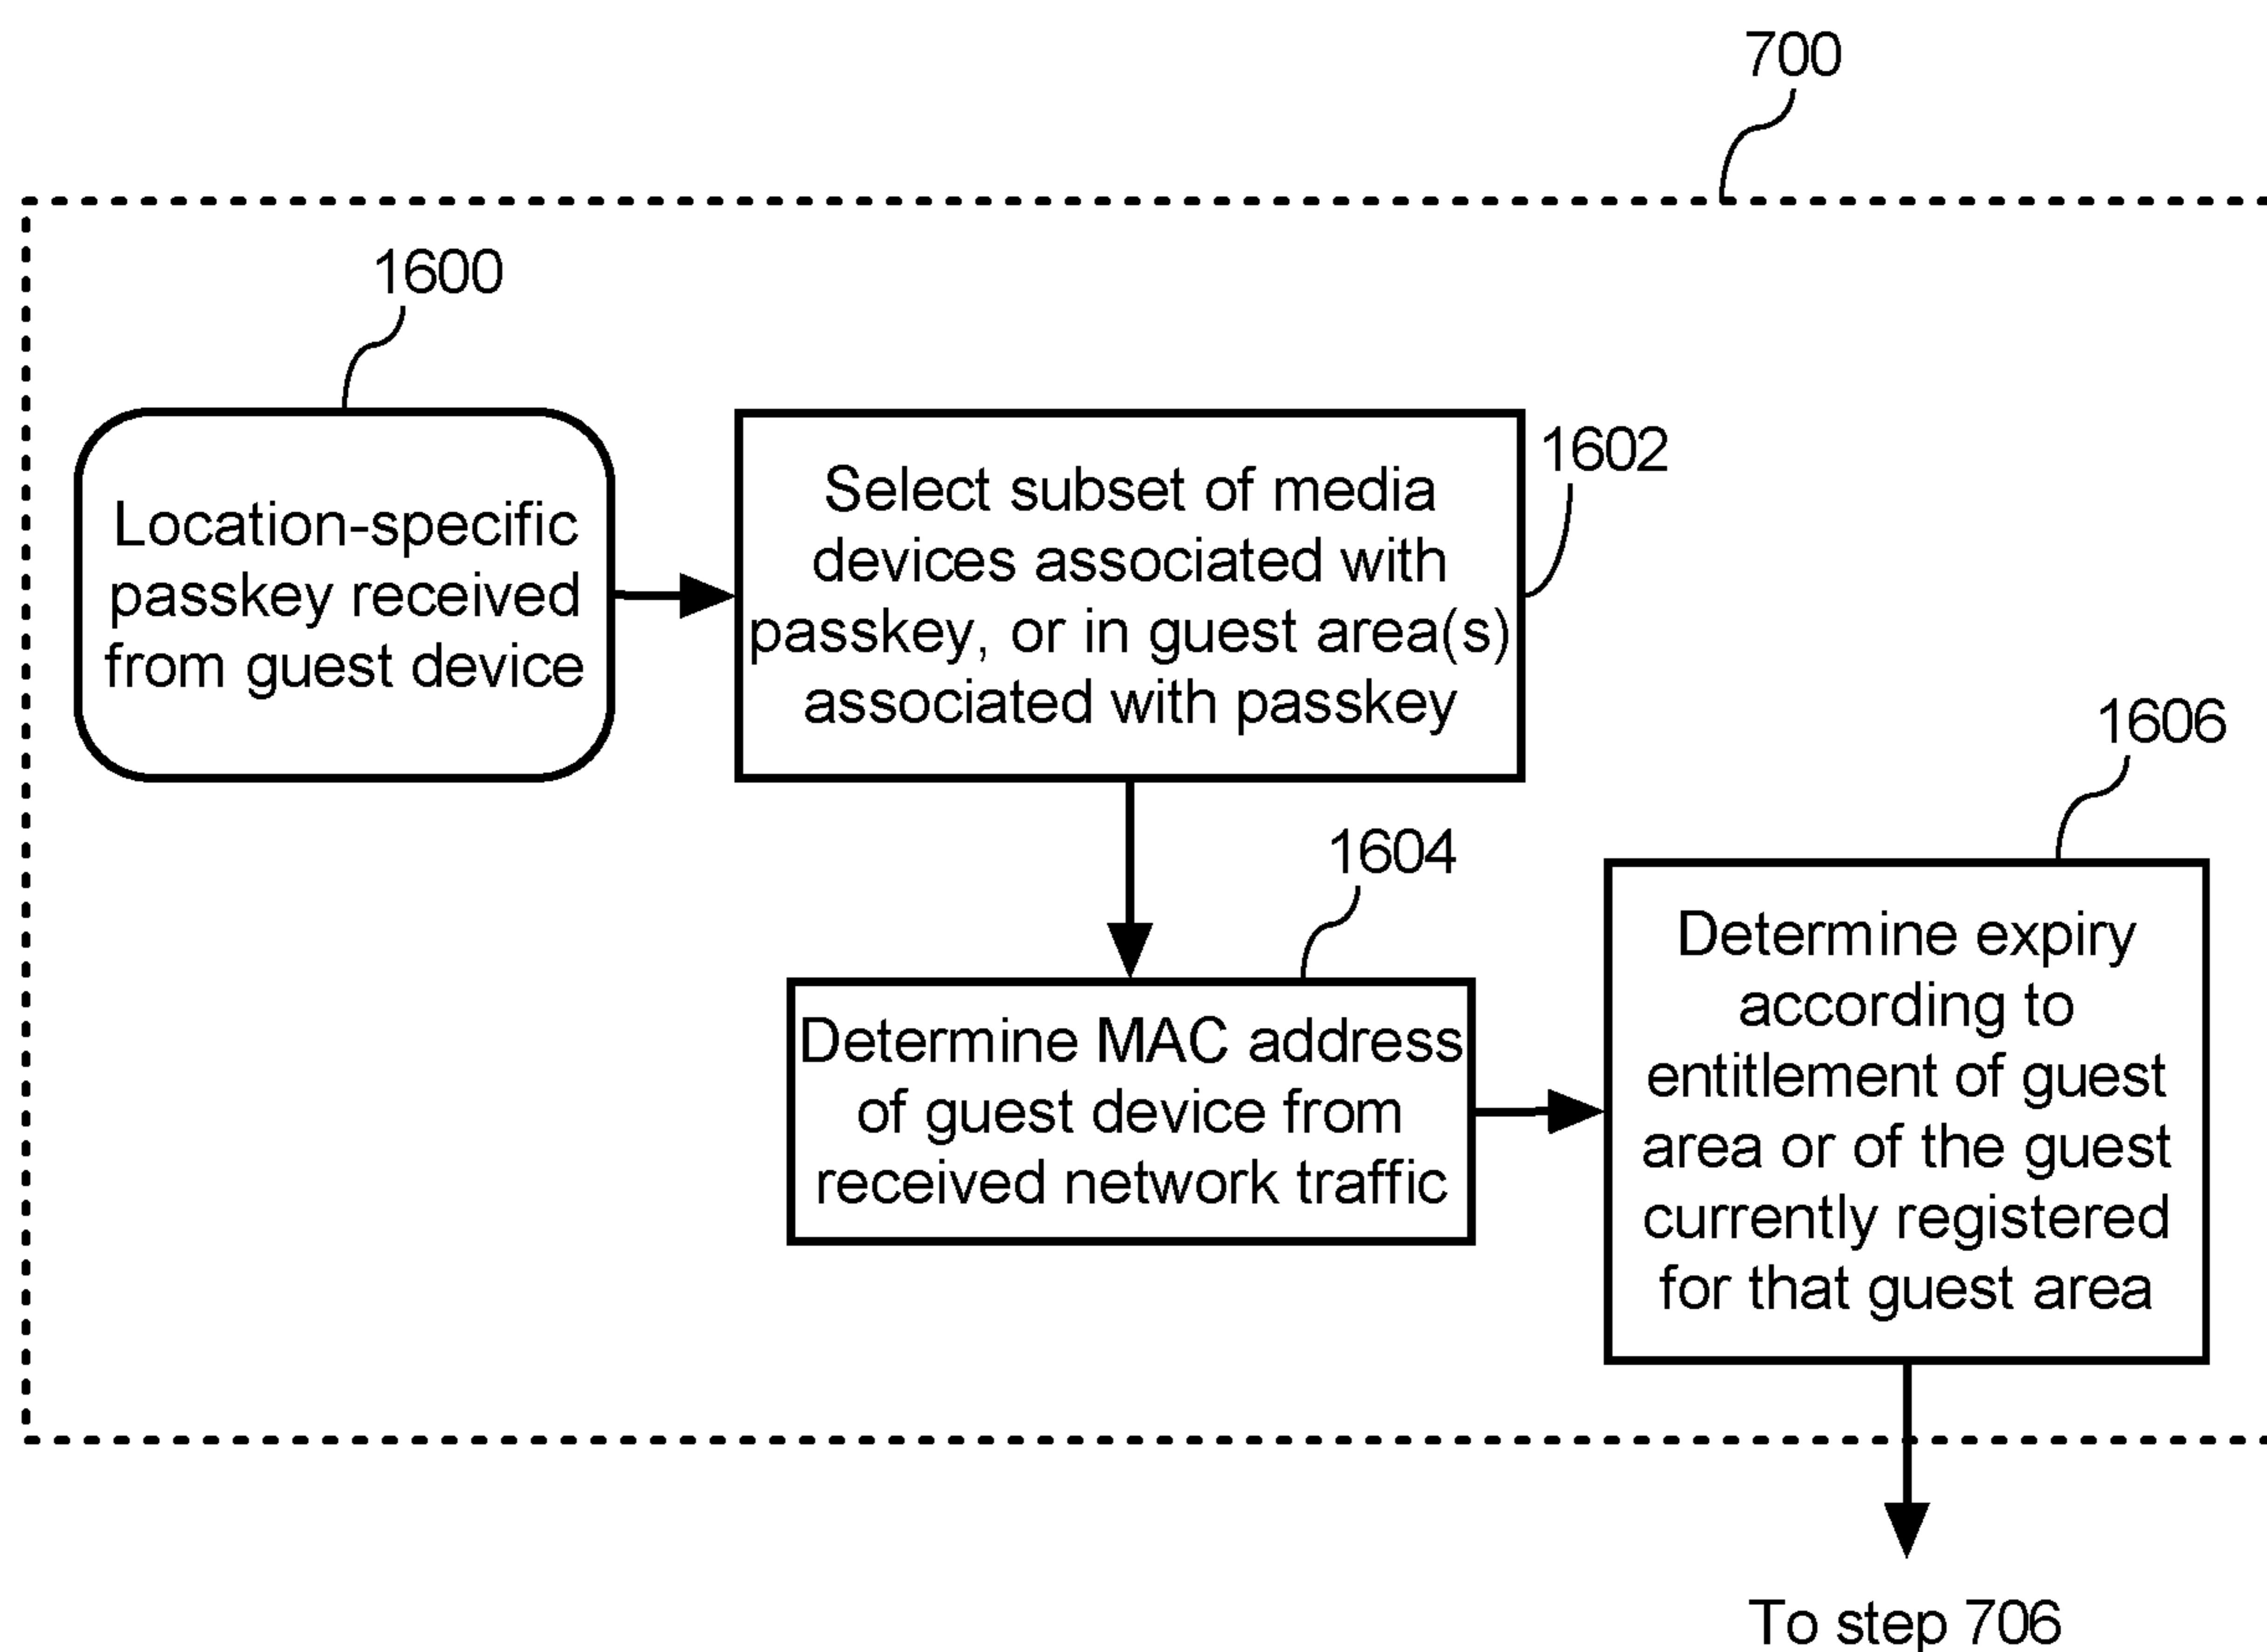 700
1600
Location-specific
passkey received
from guest device
1602
Select subset of media
devices associated with
passkey, or in guest area(s)
associated with passkey
1604
Determine MAC address
of guest device from
received network traffic
1606
Determine expiry
according to
entitlement of guest
area or of the guest
currently registered
for that guest area
To step 706